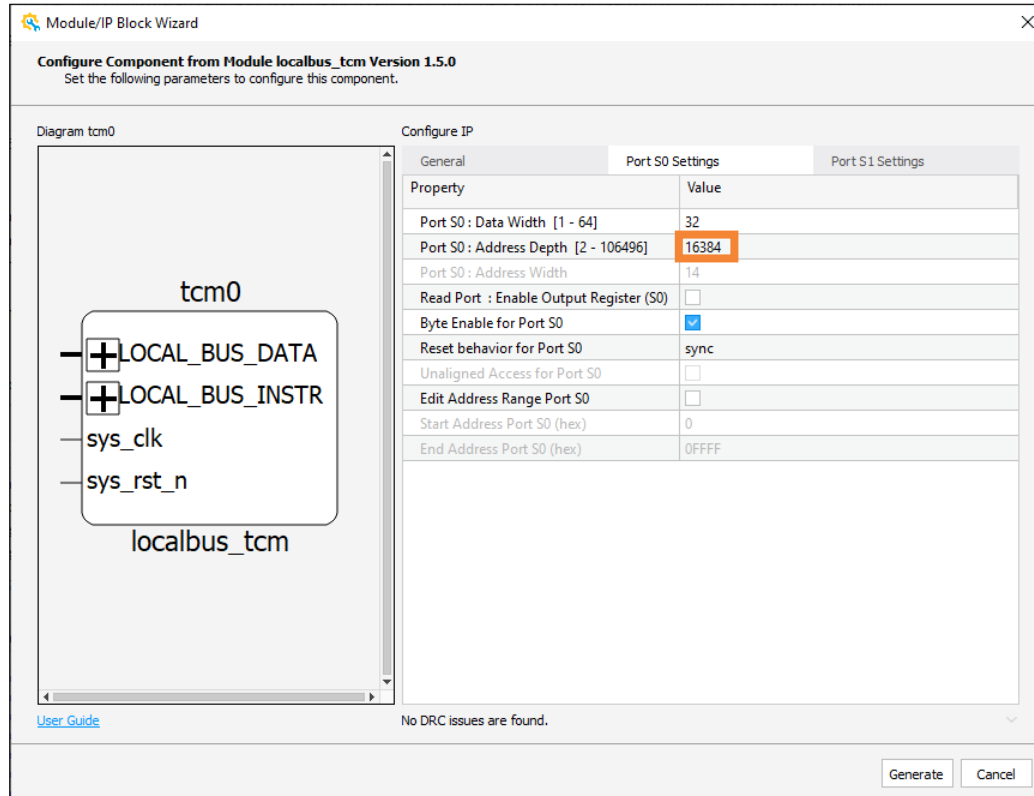 Module/IP Block Wizard
Configure Component from Module localbus_tcm Version 1.5.0
Set the following parameters to configure this component.
Diagram tcm0
Configure IP
General Port S0 Settings Port S1 Settings
Property Value
Port S0 : Data Width [1 - 64] 32
Port S0 : Address Depth [2 - 106496] 16384
Port S0 : Address Width 14
Read Port : Enable Output Register (S0)
Byte Enable for Port S0
Reset behavior for Port S0 sync
Unaligned Access for Port S0
Edit Address Range Port S0
Start Address Port S0 (hex) 0
End Address Port S0 (hex) 0FFFF
tcm0
LOCAL_BUS_DATA
LOCAL_BUS_INSTR
sys_clk
sys_rst_n
localbus_tcm
User Guide
No DRC issues are found.
Generate Cancel